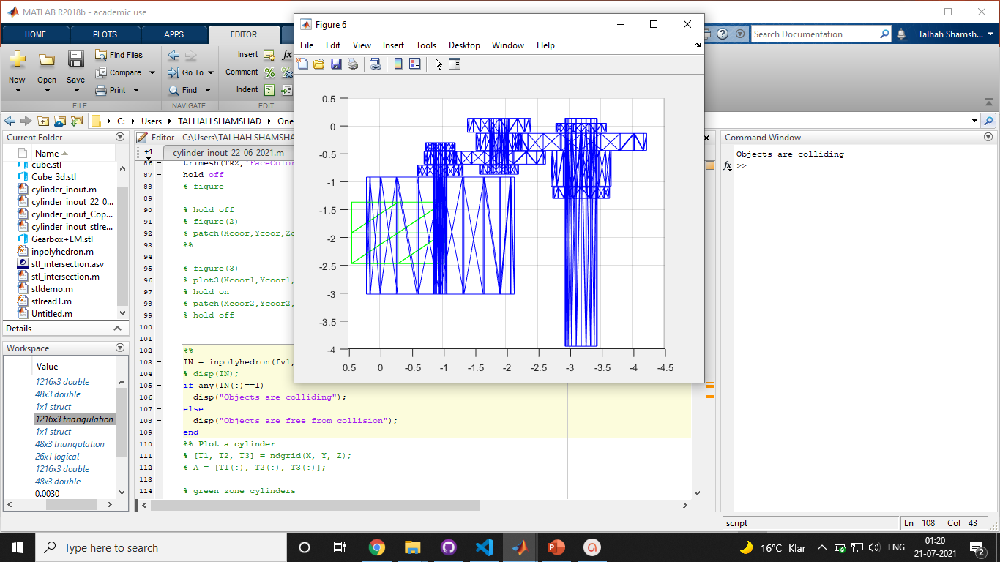 MATLAB R2018b - academic use
HOME
PLOTS
APPS
EDITOR
Search Documentation
Talhah Shamsh...
New
Open
Save
Find Files
Compare
Print
FILE
Go To
Find
NAVIGATE
Insert
fx
Comment
Indent
EDIT
C:
Users
TALHAH SHAMSHAD
One
Current Folder
Name
cube.stl
Cube_3d.stl
cylinder_inout.m
cylinder_inout_22_0...
cylinder_inout_Cop...
cylinder_inout_stlre...
Gearbox+EM.stl
inpolyhedron.m
stl_intersection.asv
stl_intersection.m
stldemo.m
stlread1.m
Untitled.m
Details
Workspace
Value
1216x3 double
48x3 double
1x1 struct
1216x3 triangulation
1x1 struct
48x3 triangulation
26x1 logical
1216x3 double
48x3 double
0.0030
Editor - C:\Users\TALHAH SHAMSHA
+1
cylinder_inout_22_06_2021.m
86 - trimesh(TR2,'FaceColor
87 - hold off
88 % figure
89
90 % hold off
91 % figure(2)
92 % patch(Xcoor,Ycoor,Zc
93 %%
94
95 % figure(3)
96 % plot3(Xcoor1,Ycoor1,
97 % hold on
98 % patch(Xcoor2,Ycoor2,
99 % hold off
100
101
102 %%
103 - IN = inpolyhedron(fv1,
104 % disp(IN);
105 - if any(IN(:)==1)
106 - disp("Objects are colliding");
107 - else
108 - disp("Objects are free from collision");
109 - end
110 %% Plot a cylinder
111 % [T1, T2, T3] = ndgrid(X, Y, Z);
112 % A = [T1(:), T2(:), T3(:)];
113
114 % green zone cylinders
Figure 6
File Edit View Insert Tools Desktop Window Help
0.5
0
-0.5
-1
-1.5
-2
-2.5
-3
-3.5
-4
0.5 0 -0.5 -1 -1.5 -2 -2.5 -3 -3.5 -4 -4.5
Command Window
Objects are colliding
fx >>
script
Ln 108 Col 43
Type here to search
16°C Klar
ENG
01:20
21-07-2021
2